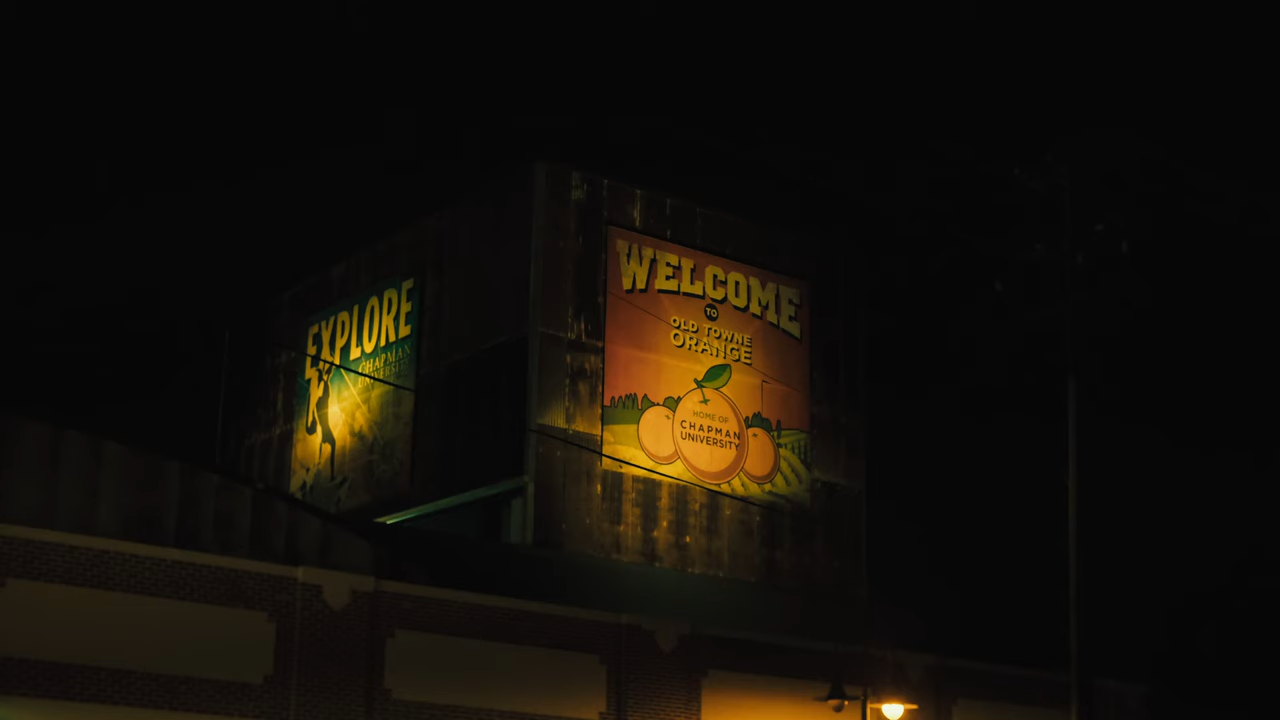 EXPLORE
CHAPMAN
UNIVERSITY
WELCOME
TO
OLD TOWNE
ORANGE
HOME OF
CHAPMAN
UNIVERSITY